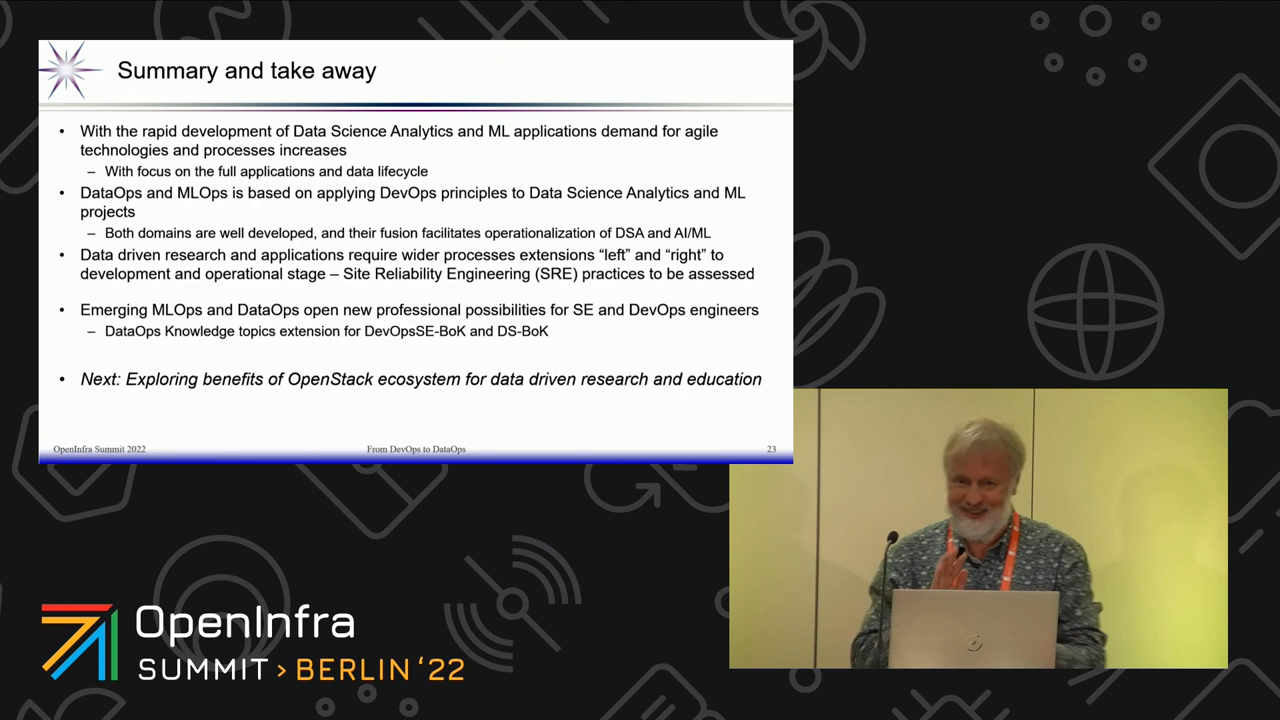 Summary and take away
• With the rapid development of Data Science Analytics and ML applications demand for agile
technologies and processes increases
– With focus on the full applications and data lifecycle
• DataOps and MLOps is based on applying DevOps principles to Data Science Analytics and ML
projects
– Both domains are well developed, and their fusion facilitates operationalization of DSA and AI/ML
• Data driven research and applications require wider processes extensions “left” and “right” to
development and operational stage – Site Reliability Engineering (SRE) practices to be assessed
• Emerging MLOps and DataOps open new professional possibilities for SE and DevOps engineers
– DataOps Knowledge topics extension for DevOpsSE-BoK and DS-BoK
• Next: Exploring benefits of OpenStack ecosystem for data driven research and education
OpenInfra Summit 2022 From DevOps to DataOps 23
OpenInfra
SUMMIT > BERLIN ‘22